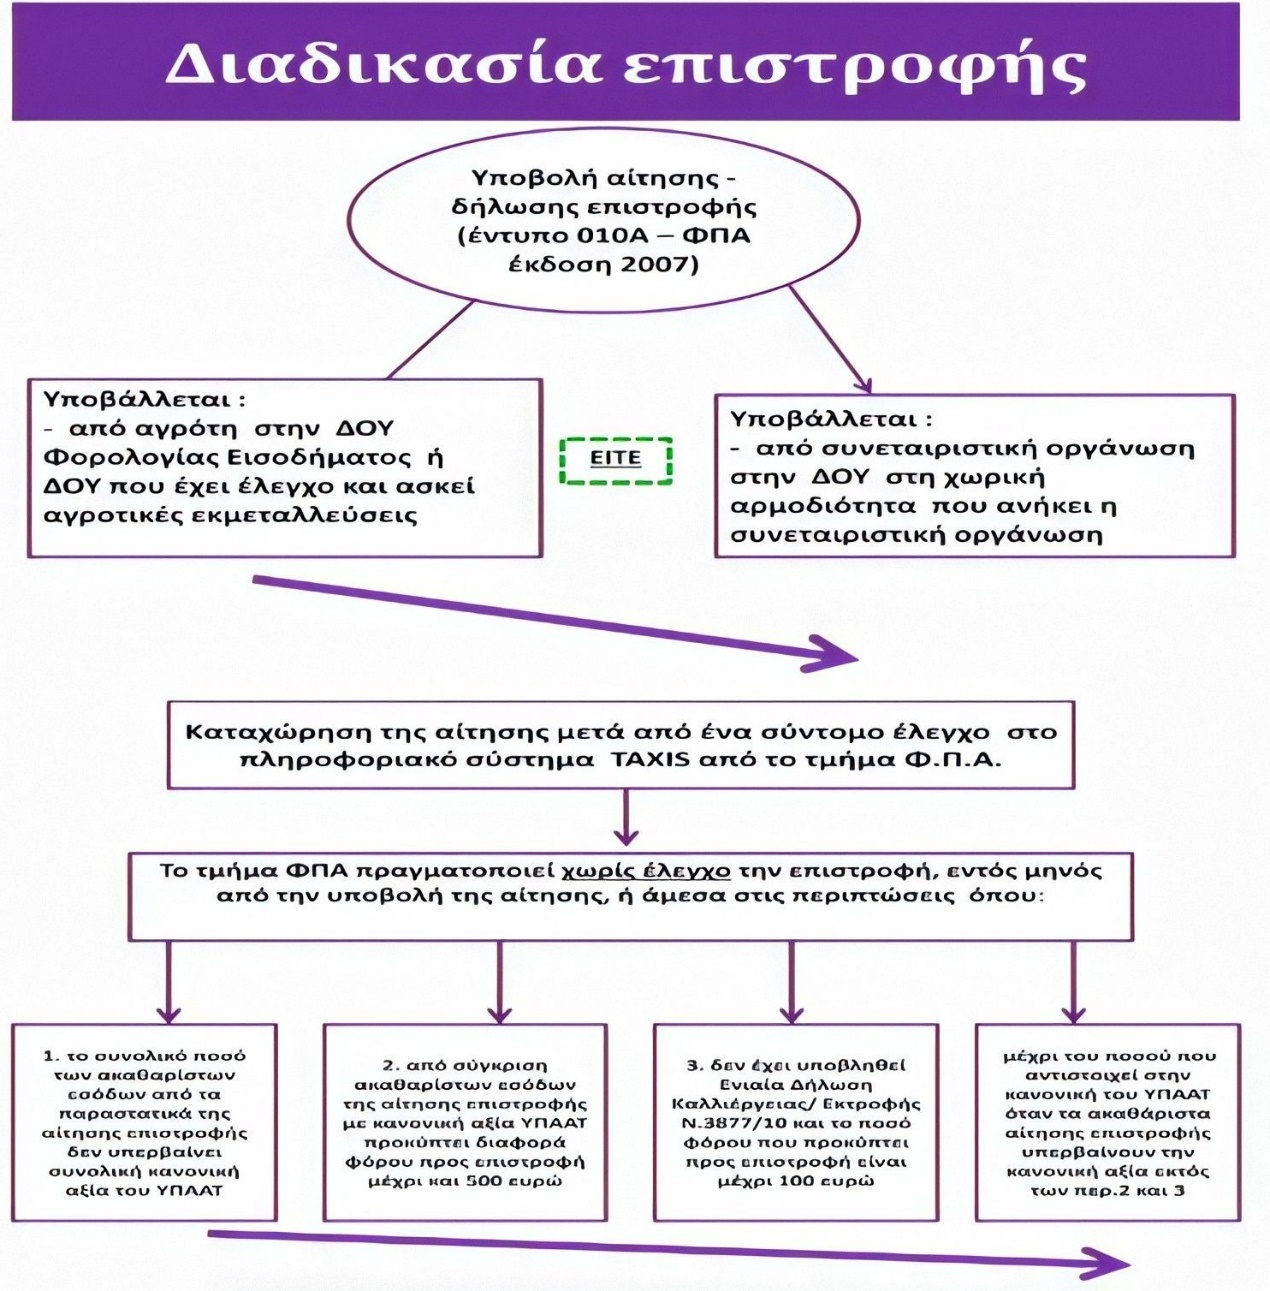 Διαδικασία επιστροφής
Υποβολή αίτησης -
δήλωσης επιστροφής
(έντυπο 010Α – ΦΠΑ
έκδοση 2007)
Υποβάλλεται :
- από αγρότη στην ΔΟΥ
Φορολογίας Εισοδήματος ή
ΔΟΥ που έχει έλεγχο και ασκεί
αγροτικές εκμεταλλεύσεις
ΕΙΤΕ
Υποβάλλεται :
- από συνεταιριστική οργάνωση
στην ΔΟΥ στη χωρική
αρμοδιότητα που ανήκει η
συνεταιριστική οργάνωση
Καταχώρηση της αίτησης μετά από ένα σύντομο έλεγχο στο
πληροφοριακό σύστημα TAXIS από το τμήμα Φ.Π.Α.
Το τμήμα ΦΠΑ πραγματοποιεί χωρίς έλεγχο την επιστροφή, εντός μηνός
από την υποβολή της αίτησης, ή άμεσα στις περιπτώσεις όπου:
1. το συνολικό ποσό
των ακαθαρίστων
εσόδων από τα
παραστατικά της
αίτησης επιστροφής
δεν υπερβαίνει
συνολική κανονική
αξία του ΥΠΑΑΤ
2. από σύγκριση
ακαθαρίστων εσόδων
της αίτησης επιστροφής
με κανονική αξία ΥΠΑΑΤ
προκύπτει διαφορά
φόρου προς επιστροφή
μέχρι και 500 ευρώ
3. δεν έχει υποβληθεί
Ενιαία Δήλωση
Καλλιέργειας/ Εκτροφής
Ν.3877/10 και το ποσό
φόρου που προκύπτει
προς επιστροφή είναι
μέχρι 100 ευρώ
μέχρι του ποσού που
αντιστοιχεί στην
κανονική του ΥΠΑΑΤ
όταν τα ακαθάριστα
αίτησης επιστροφής
υπερβαίνουν την
κανονική αξία εκτός
των περ.2 και 3